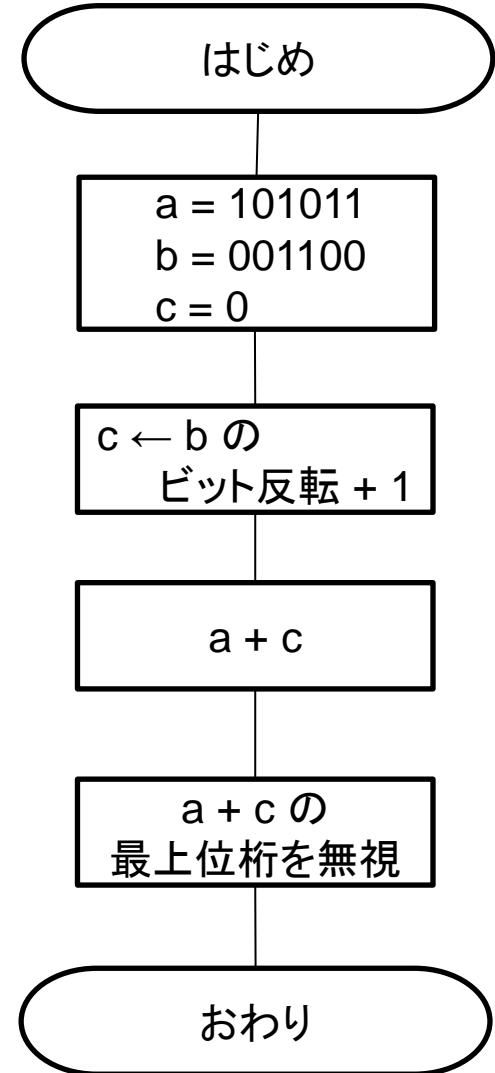 はじめ
a = 101011
b = 001100
c = 0
c ← b の
ビット反転 + 1
a + c
a + c の
最上位桁を無視
おわり